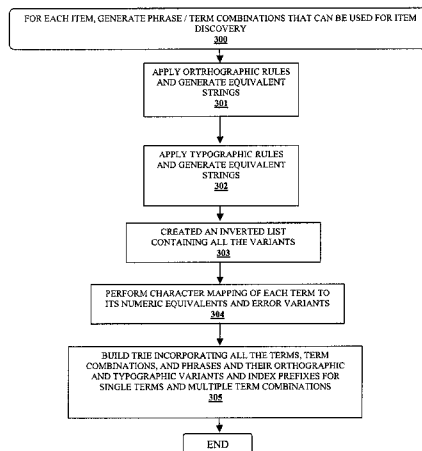 FOR EACH ITEM, GENERATE PHRASE / TERM COMBINATIONS THAT CAN BE USED FOR ITEM
DISCOVERY
300
APPLY ORTRHOGRAPHIC RULES
AND GENERATE EQUIVALENT
STRINGS
301
APPLY TYPOGRAPHIC RULES
AND GENERATE EQUIVALENT
STRINGS
302
CREATED AN INVERTED LIST
CONTAINING ALL THE VARIANTS
303
PERFORM CHARACTER MAPPING OF EACH TERM TO
ITS NUMERIC EQUIVALENTS AND ERROR VARIANTS
304
BUILD TRIE INCORPORATING ALL THE TERMS, TERM
COMBINATIONS, AND PHRASES AND THEIR ORTHOGRAPHIC
AND TYPOGRAPHIC VARIANTS AND INDEX PREFIXES FOR
SINGLE TERMS AND MULTIPLE TERM COMBINATIONS
305
END